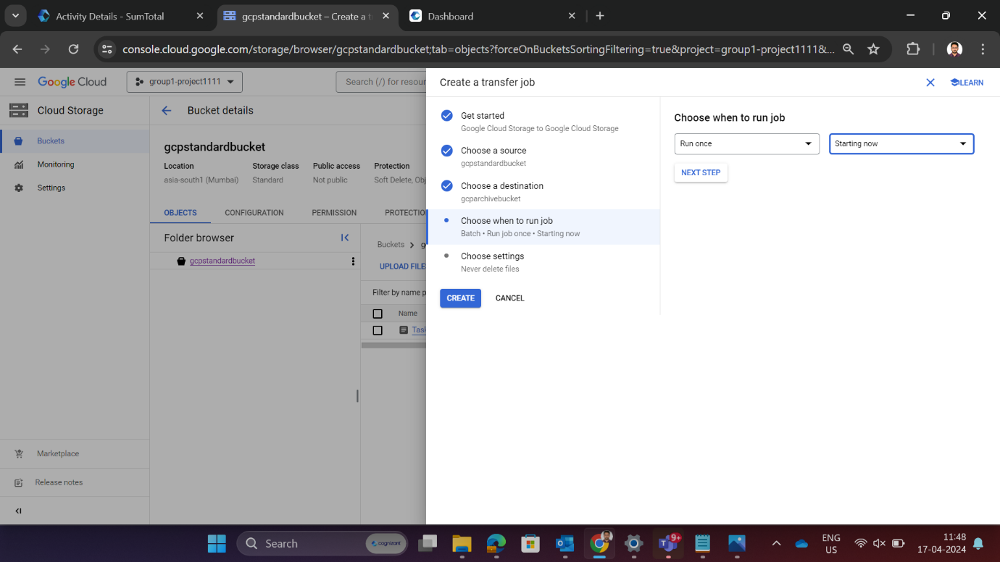 Activity Details - SumTotal
gcpstandardbucket – Create a t
Dashboard
console.cloud.google.com/storage/browser/gcpstandardbucket;tab=objects?forceOnBucketsSortingFiltering=true&project=group1-project1111&...
Google Cloud
group1-project1111
Search (/) for resour
Create a transfer job
LEARN
Cloud Storage
Bucket details
Buckets
Monitoring
Settings
gcpstandardbucket
Location
Storage class
Public access
Protection
asia-south1 (Mumbai)
Standard
Not public
Soft Delete, Obj
OBJECTS
CONFIGURATION
PERMISSION
PROTECTIO
Folder browser
gcpstandardbucket
Buckets
g
UPLOAD FILE
Filter by name p
Name
Task
Get started
Google Cloud Storage to Google Cloud Storage
Choose a source
gcpstandardbucket
Choose a destination
gcparchivebucket
Choose when to run job
Batch • Run job once • Starting now
Choose settings
Never delete files
CREATE
CANCEL
Choose when to run job
Run once
Starting now
NEXT STEP
Marketplace
Release notes
Search
cognizant
9+
ENG
US
11:48
17-04-2024